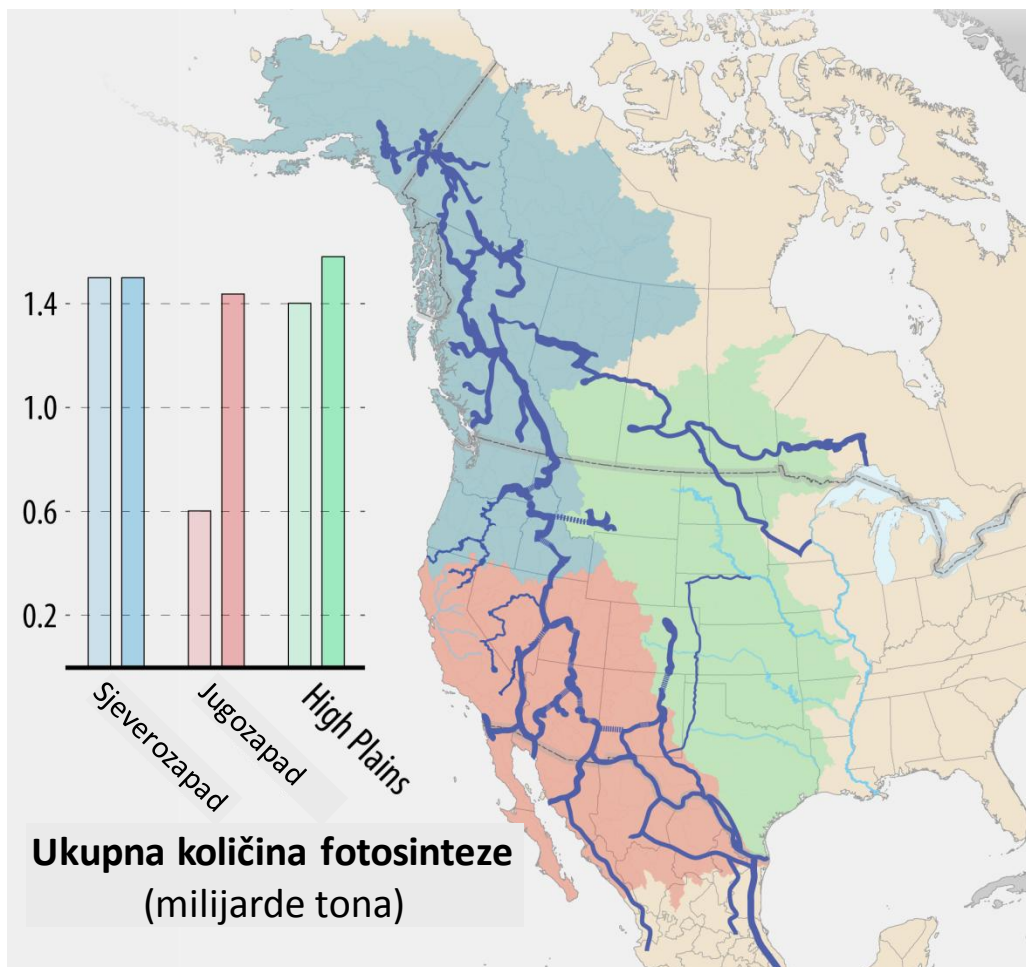 1.4
1.0
0.6
0.2
Sjeverozapad
Jugozapad
High Plains
Ukupna količina fotosinteze
(milijarde tona)